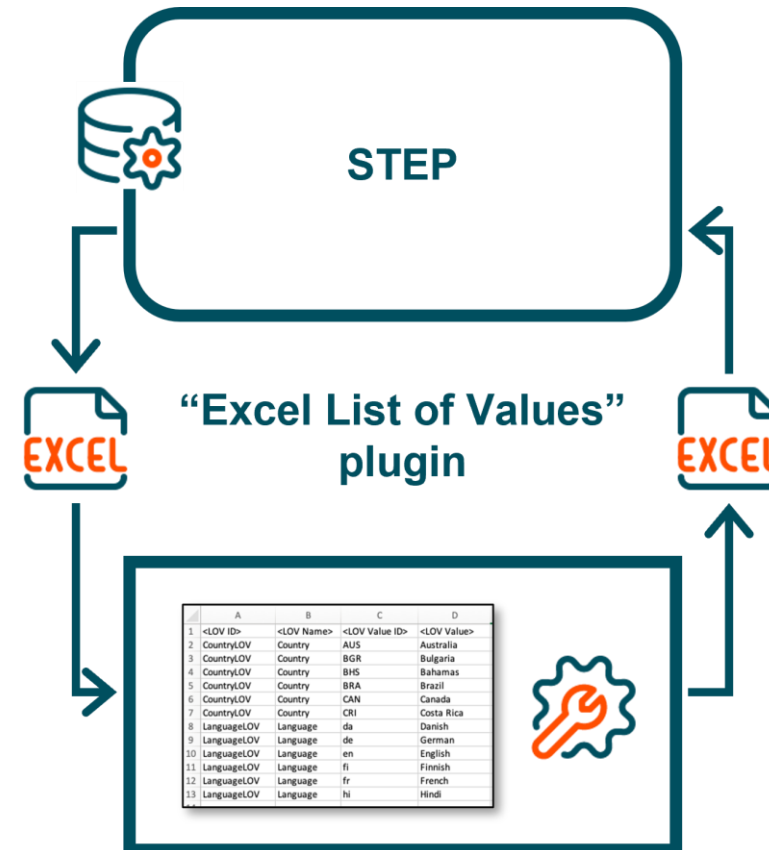 STEP
“Excel List of Values”
plugin
EXCEL
EXCEL
A B C D
1 <LOV ID> <LOV Name> <LOV Value ID> <LOV Value>
2 CountryLOV Country AUS Australia
3 CountryLOV Country BGR Bulgaria
4 CountryLOV Country BHS Bahamas
5 CountryLOV Country BRA Brazil
6 CountryLOV Country CAN Canada
7 CountryLOV Country CRI Costa Rica
8 LanguageLOV Language da Danish
9 LanguageLOV Language de German
10 LanguageLOV Language en English
11 LanguageLOV Language fi Finnish
12 LanguageLOV Language fr French
13 LanguageLOV Language hi Hindi